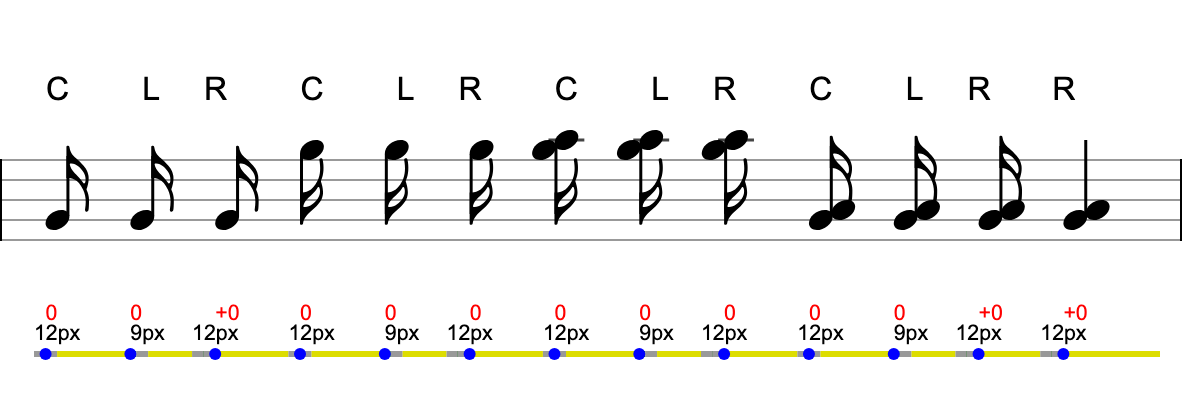 C L R C L R C L R C L R R
0 0 +0 0 0 0 0 0 0 0 0 +0 +0
12px 9px 12px 12px 9px 12px 12px 9px 12px 12px 9px 12px 12px